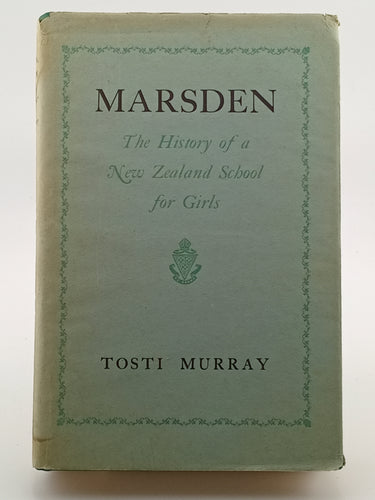 MARSDEN
The History of a
New Zealand School
for Girls
TOSTI MURRAY